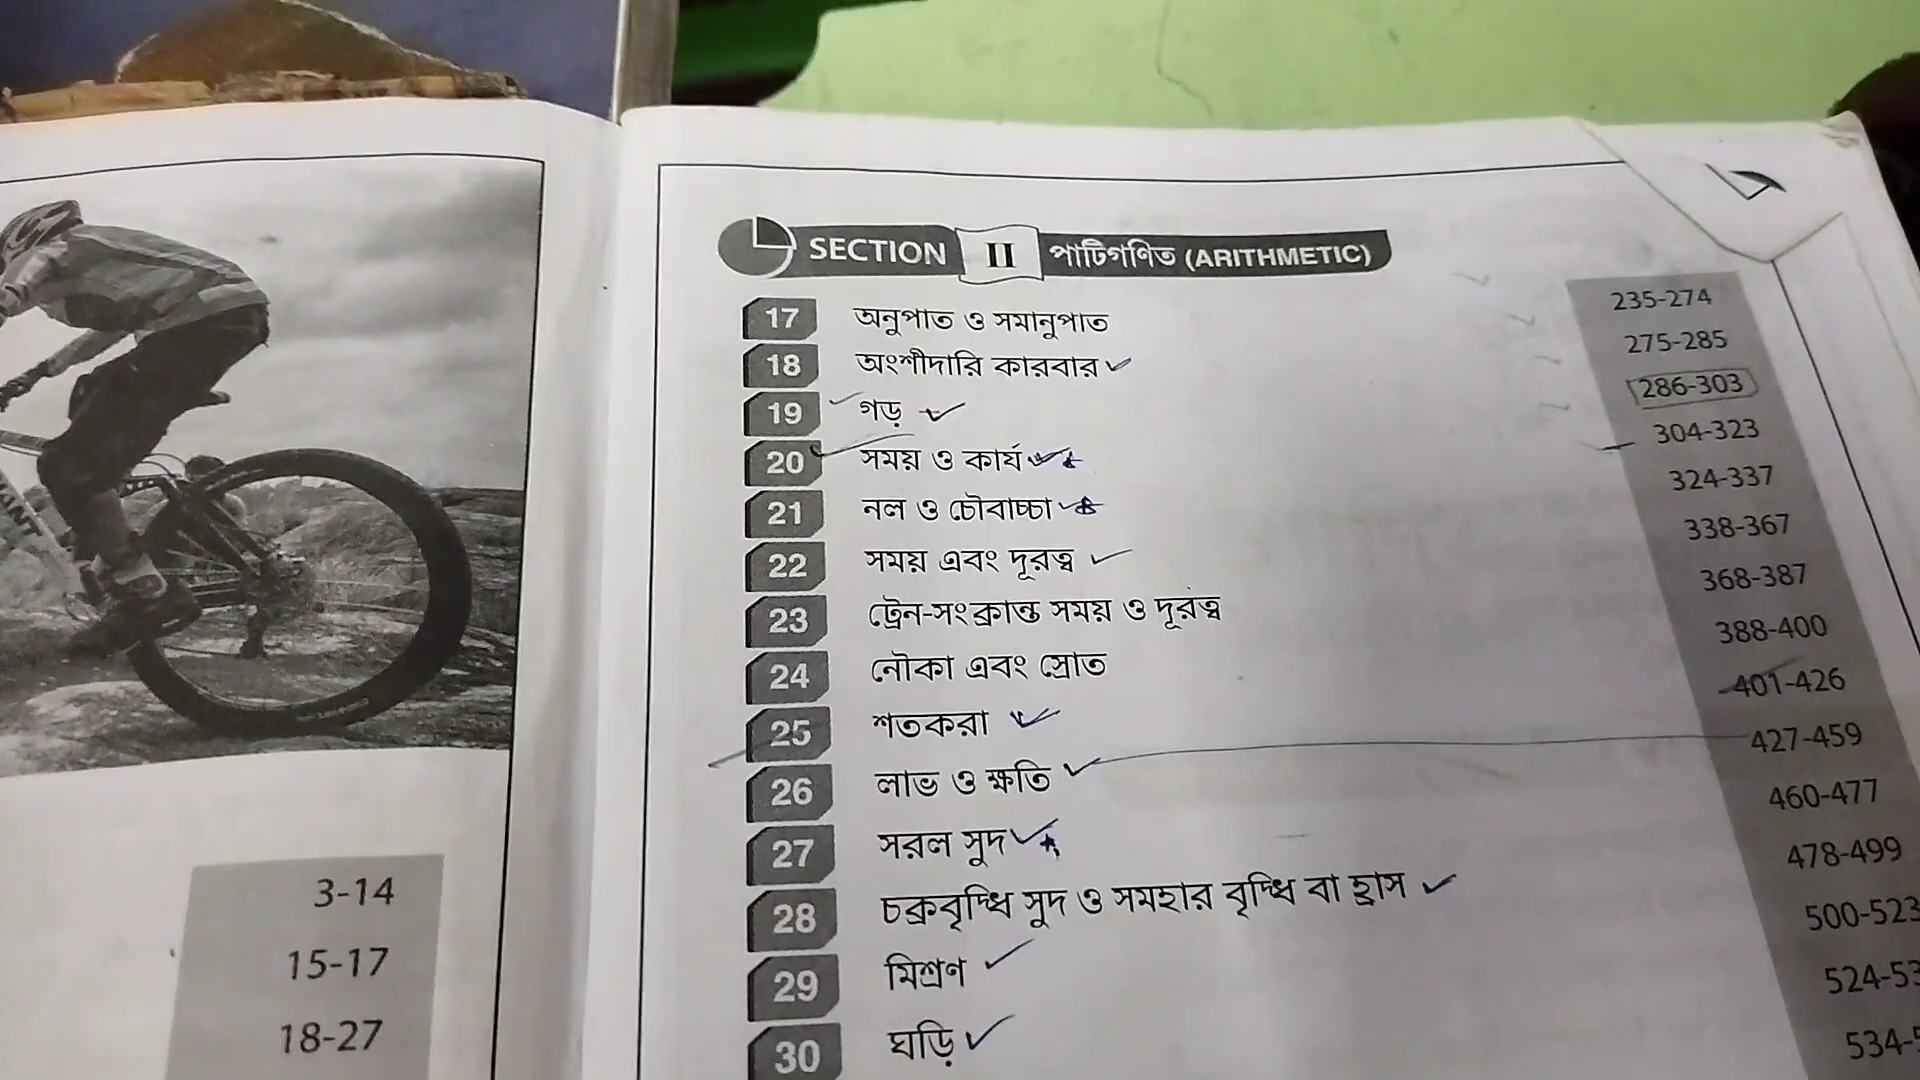 GIANT
3-14
15-17
18-27
SECTION II পাটিগণিত (ARITHMETIC)
17 অনুপাত ও সমানুপাত 235-274
18 অংশীদারি কারবার 275-285
19 গড় 286-303
20 সময় ও কার্য 304-323
21 নল ও চৌবাচ্চা 324-337
22 সময় এবং দূরত্ব 338-367
23 ট্রেন-সংক্রান্ত সময় ও দূরত্ব 368-387
24 নৌকা এবং স্রোত 388-400
25 শতকরা 401-426
26 লাভ ও ক্ষতি 427-459
27 সরল সুদ 460-477
28 চক্রবৃদ্ধি সুদ ও সমহার বৃদ্ধি বা হ্রাস 478-499
29 মিশ্রণ 500-523
30 ঘড়ি 524-53
534-5